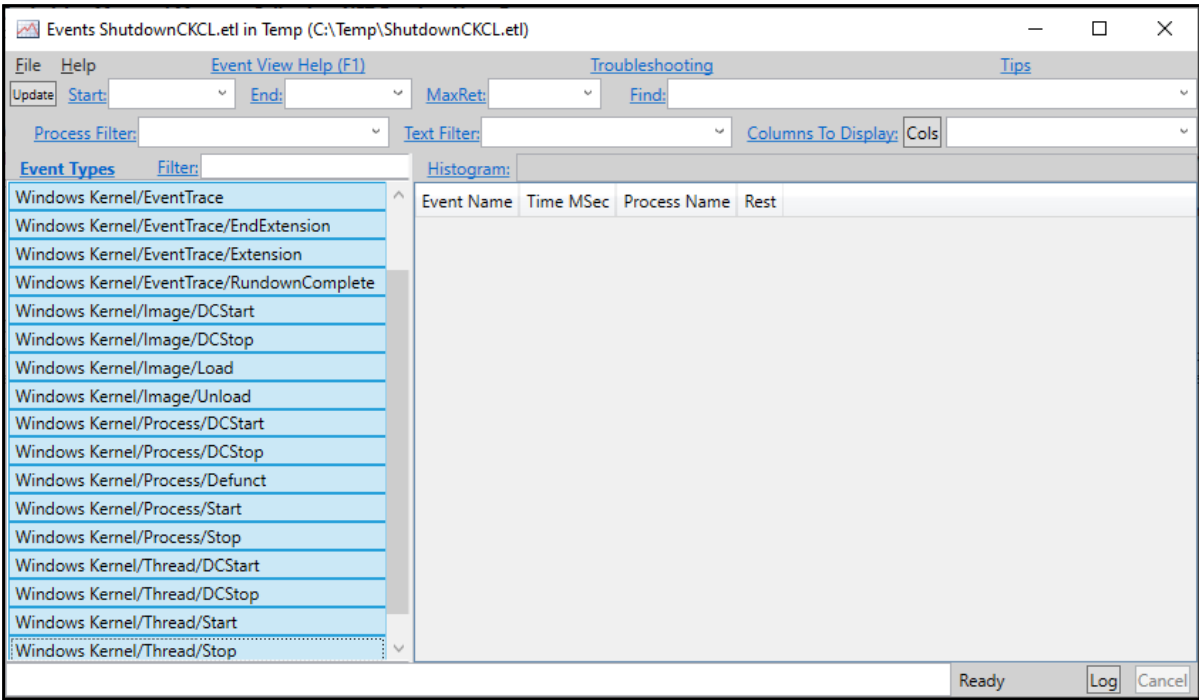 Events ShutdownCKCL.etl in Temp (C:\Temp\ShutdownCKCL.etl)
File Help Event View Help (F1) Troubleshooting Tips
Update Start: End: MaxRet: Find:
Process Filter: Text Filter: Columns To Display: Cols
Event Types Filter: Histogram:
Event Name Time MSec Process Name Rest
Windows Kernel/EventTrace
Windows Kernel/EventTrace/EndExtension
Windows Kernel/EventTrace/Extension
Windows Kernel/EventTrace/RundownComplete
Windows Kernel/Image/DCStart
Windows Kernel/Image/DCStop
Windows Kernel/Image/Load
Windows Kernel/Image/Unload
Windows Kernel/Process/DCStart
Windows Kernel/Process/DCStop
Windows Kernel/Process/Defunct
Windows Kernel/Process/Start
Windows Kernel/Process/Stop
Windows Kernel/Thread/DCStart
Windows Kernel/Thread/DCStop
Windows Kernel/Thread/Start
Windows Kernel/Thread/Stop
Ready Log Cancel